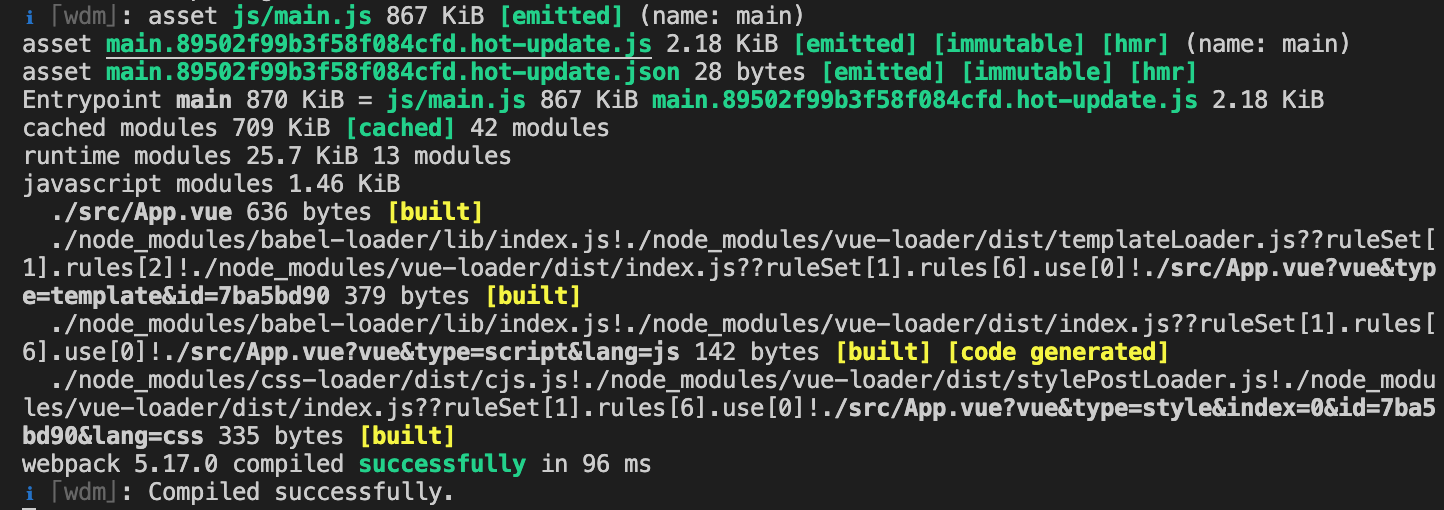 i ⌈wdm⌋: asset js/main.js 867 KiB [emitted] (name: main)
asset main.89502f99b3f58f084cfd.hot-update.js 2.18 KiB [emitted] [immutable] [hmr] (name: main)
asset main.89502f99b3f58f084cfd.hot-update.json 28 bytes [emitted] [immutable] [hmr]
Entrypoint main 870 KiB = js/main.js 867 KiB main.89502f99b3f58f084cfd.hot-update.js 2.18 KiB
cached modules 709 KiB [cached] 42 modules
runtime modules 25.7 KiB 13 modules
javascript modules 1.46 KiB
  ./src/App.vue 636 bytes [built]
  ./node_modules/babel-loader/lib/index.js!./node_modules/vue-loader/dist/templateLoader.js??ruleSet[
1].rules[2]!./node_modules/vue-loader/dist/index.js??ruleSet[1].rules[6].use[0]!./src/App.vue?vue&typ
e=template&id=7ba5bd90 379 bytes [built]
  ./node_modules/babel-loader/lib/index.js!./node_modules/vue-loader/dist/index.js??ruleSet[1].rules[
6].use[0]!./src/App.vue?vue&type=script&lang=js 142 bytes [built] [code generated]
  ./node_modules/css-loader/dist/cjs.js!./node_modules/vue-loader/dist/stylePostLoader.js!./node_modu
les/vue-loader/dist/index.js??ruleSet[1].rules[6].use[0]!./src/App.vue?vue&type=style&index=0&id=7ba5
bd90&lang=css 335 bytes [built]
webpack 5.17.0 compiled successfully in 96 ms
i ⌈wdm⌋: Compiled successfully.